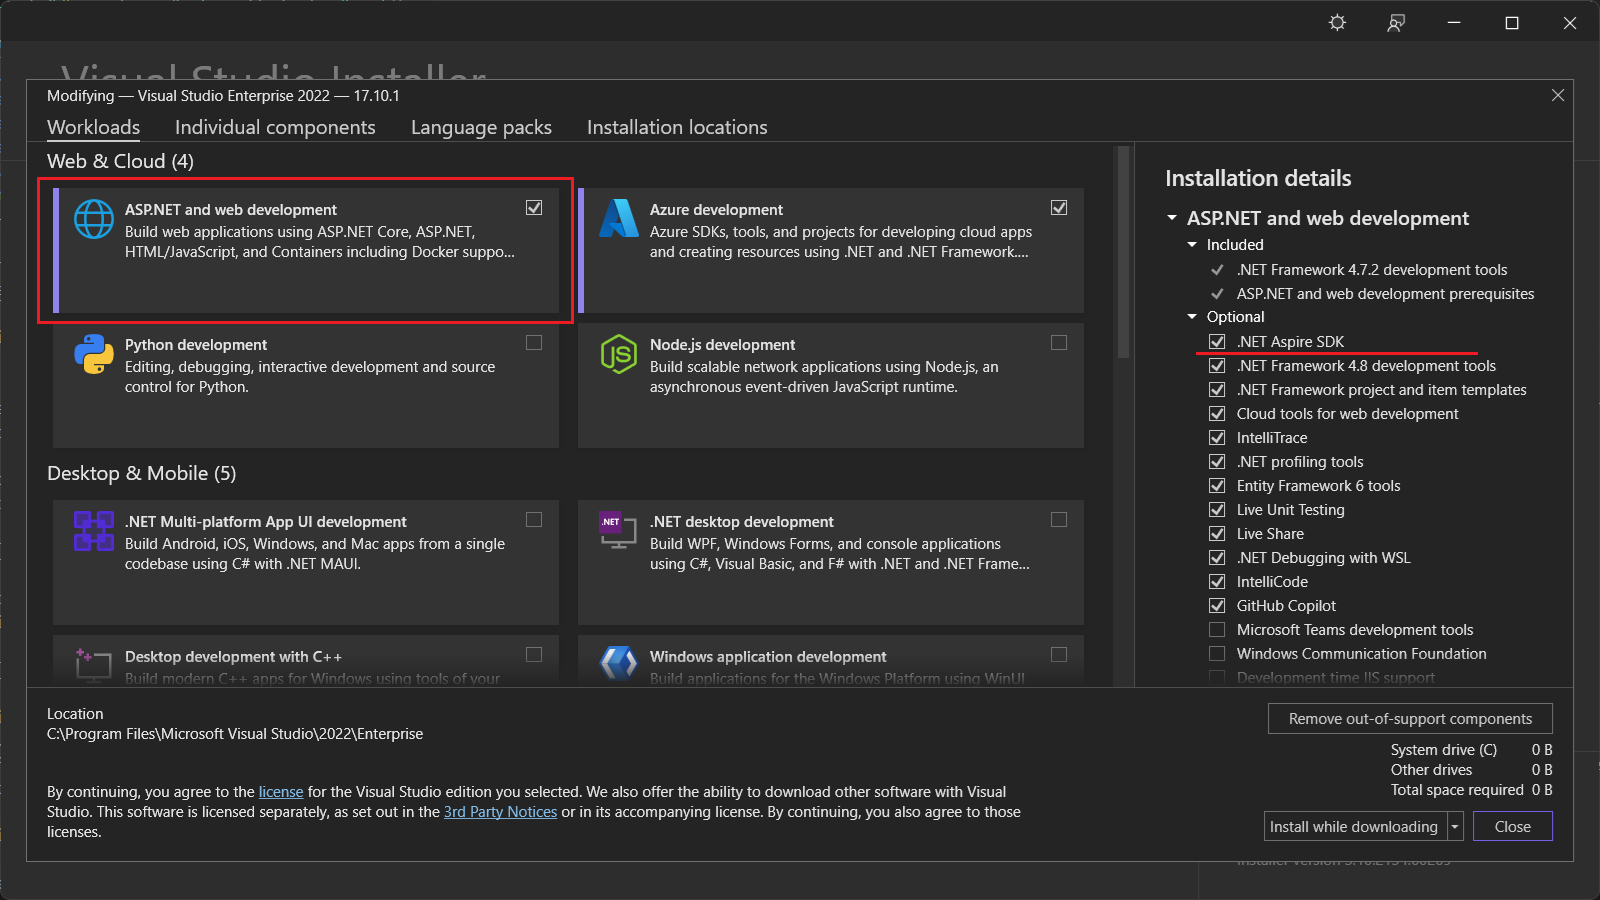 Visual Studio Installer
Modifying — Visual Studio Enterprise 2022 — 17.10.1
Workloads
Individual components
Language packs
Installation locations
Web & Cloud (4)
ASP.NET and web development
Build web applications using ASP.NET Core, ASP.NET,
HTML/JavaScript, and Containers including Docker suppo...
Azure development
Azure SDKs, tools, and projects for developing cloud apps
and creating resources using .NET and .NET Framework....
Python development
Editing, debugging, interactive development and source
control for Python.
JS
Node.js development
Build scalable network applications using Node.js, an
asynchronous event-driven JavaScript runtime.
Desktop & Mobile (5)
.NET Multi-platform App UI development
Build Android, iOS, Windows, and Mac apps from a single
codebase using C# with .NET MAUI.
.NET
.NET desktop development
Build WPF, Windows Forms, and console applications
using C#, Visual Basic, and F# with .NET and .NET Frame...
Desktop development with C++
Build modern C++ apps for Windows using tools of your
Windows application development
Build applications for the Windows Platform using WinUI
Installation details
ASP.NET and web development
Included
.NET Framework 4.7.2 development tools
ASP.NET and web development prerequisites
Optional
.NET Aspire SDK
.NET Framework 4.8 development tools
.NET Framework project and item templates
Cloud tools for web development
IntelliTrace
.NET profiling tools
Entity Framework 6 tools
Live Unit Testing
Live Share
.NET Debugging with WSL
IntelliCode
GitHub Copilot
Microsoft Teams development tools
Windows Communication Foundation
Development time IIS support
Location
C:\Program Files\Microsoft Visual Studio\2022\Enterprise
By continuing, you agree to the license for the Visual Studio edition you selected. We also offer the ability to download other software with Visual
Studio. This software is licensed separately, as set out in the 3rd Party Notices or in its accompanying license. By continuing, you also agree to those
licenses.
Remove out-of-support components
System drive (C) 0 B
Other drives 0 B
Total space required 0 B
Install while downloading
Close